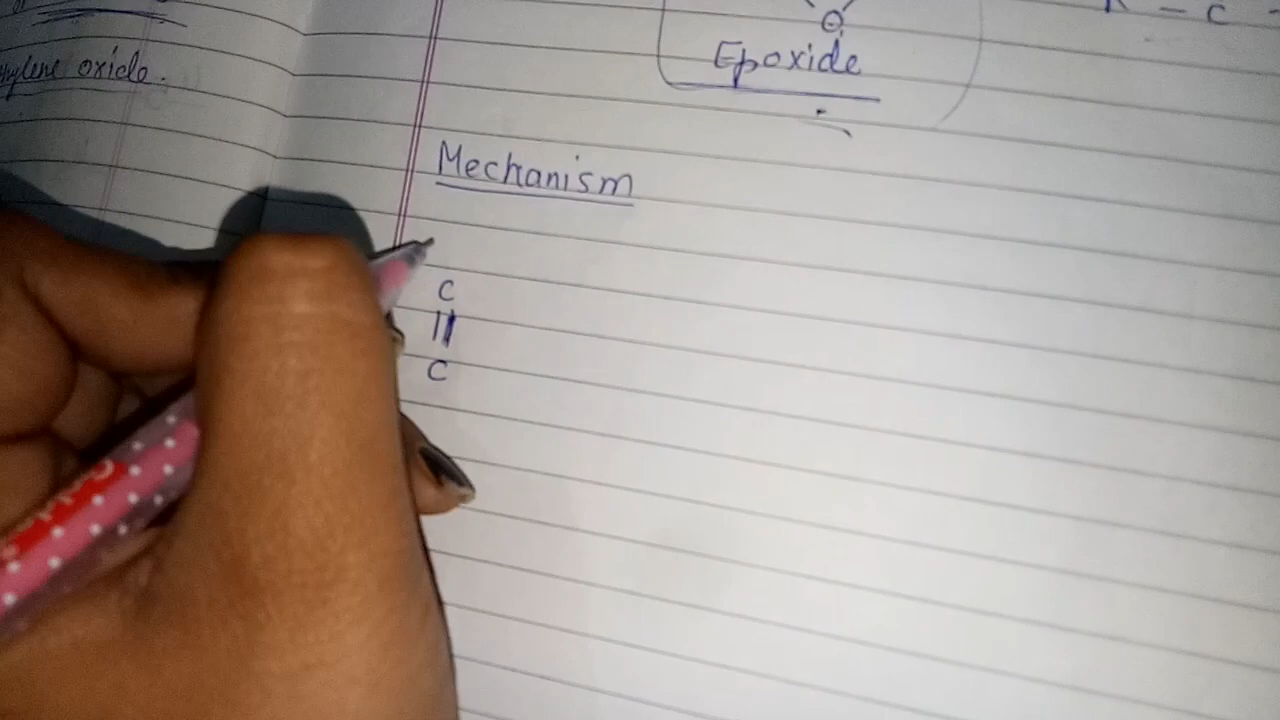 R - C -
O
Epoxide
oxide.
Mechanism
C
||
C